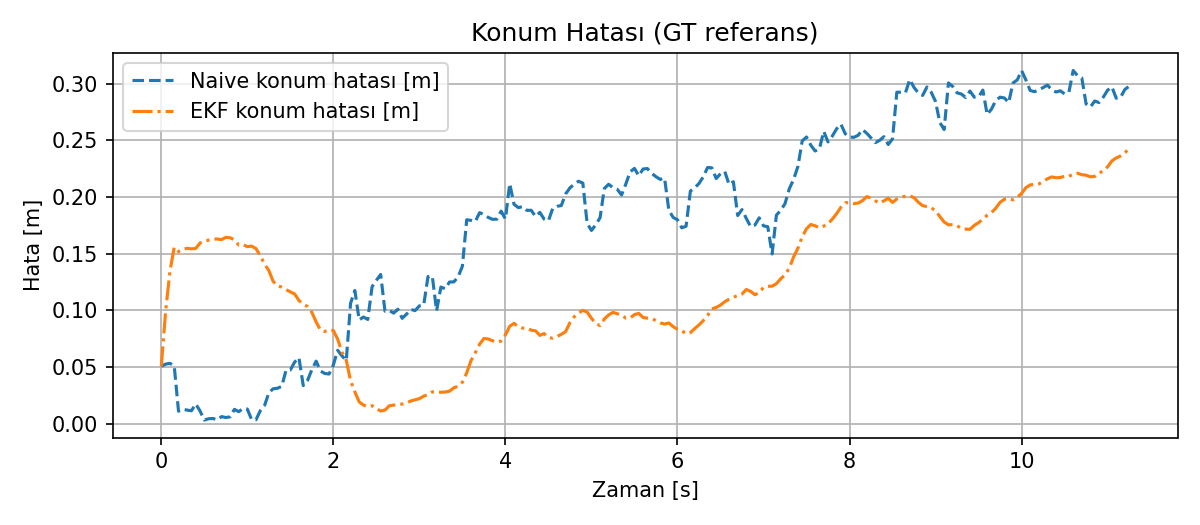 Konum Hatası (GT referans)
Naive konum hatası [m]
EKF konum hatası [m]
Hata [m]
0.30
0.25
0.20
0.15
0.10
0.05
0.00
0 2 4 6 8 10
Zaman [s]